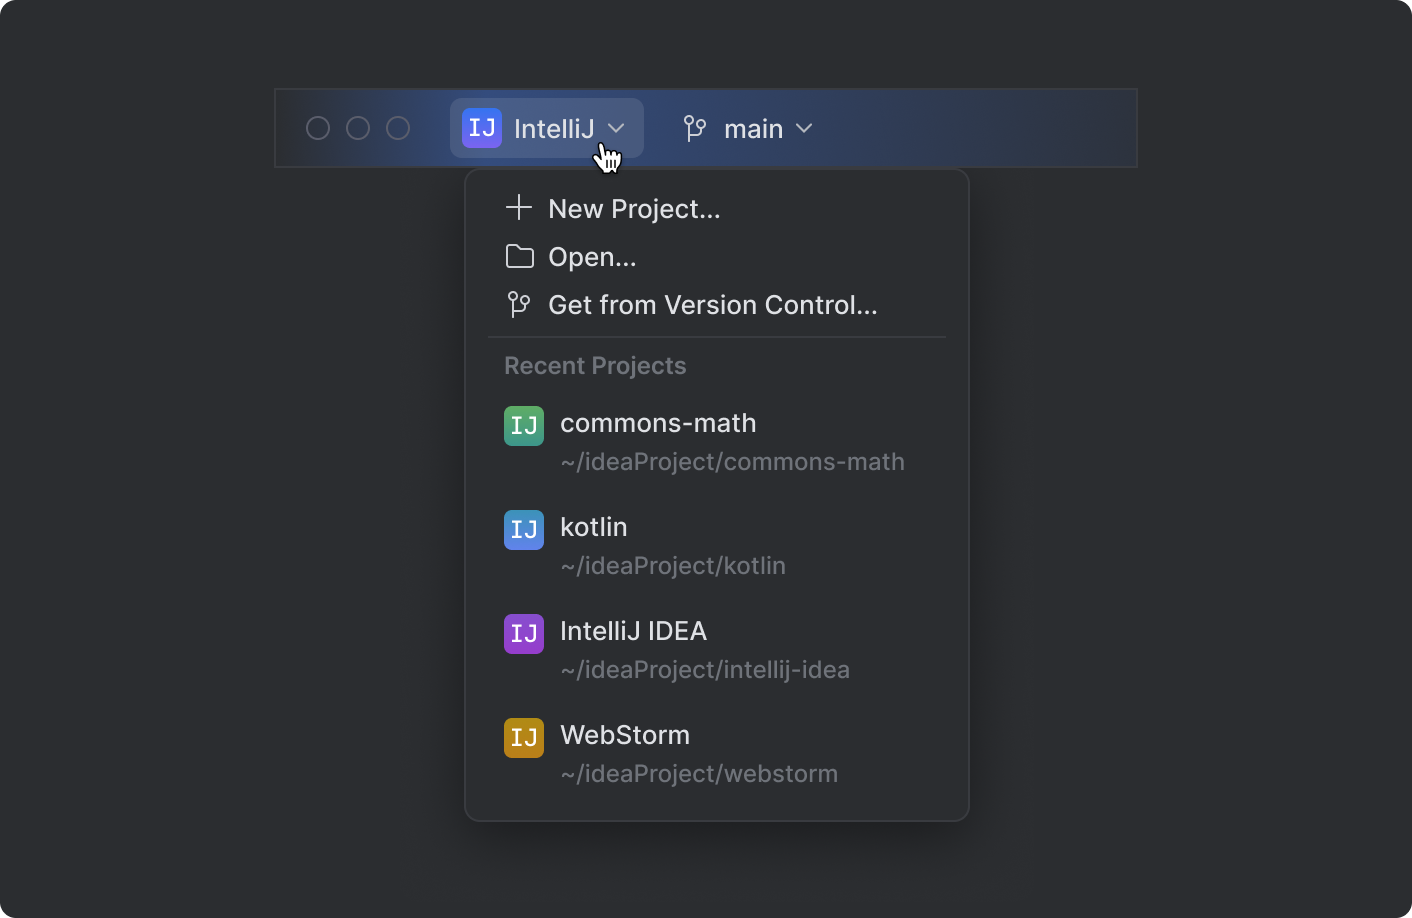 IJ IntelliJ main
New Project...
Open...
Get from Version Control...
Recent Projects
IJ commons-math
~/ideaProject/commons-math
IJ kotlin
~/ideaProject/kotlin
IJ IntelliJ IDEA
~/ideaProject/intellij-idea
IJ WebStorm
~/ideaProject/webstorm